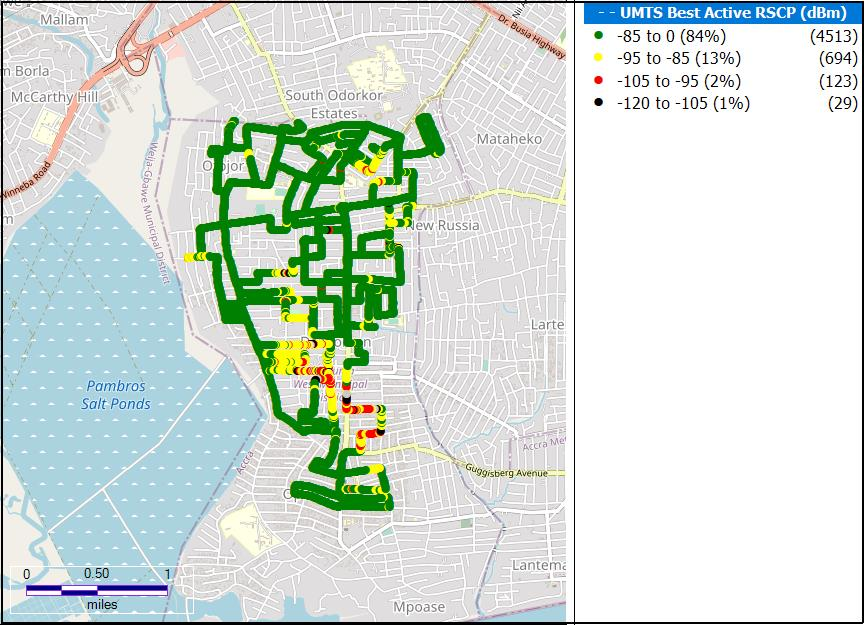 Mallam
m Borla
McCarthy Hill
Winneba Road
m
Weija-Gbawe Municipal District
South Odorkor
Estates
Dr. Busia Highway
Mataheko
New Russia
Larte
Pambros
Salt Ponds
Accra
Accra Me
Guggisberg Avenue
Lantema
Mpoase
0 0.50 1
miles
- - UMTS Best Active RSCP (dBm)
-85 to 0 (84%) (4513)
-95 to -85 (13%) (694)
-105 to -95 (2%) (123)
-120 to -105 (1%) (29)